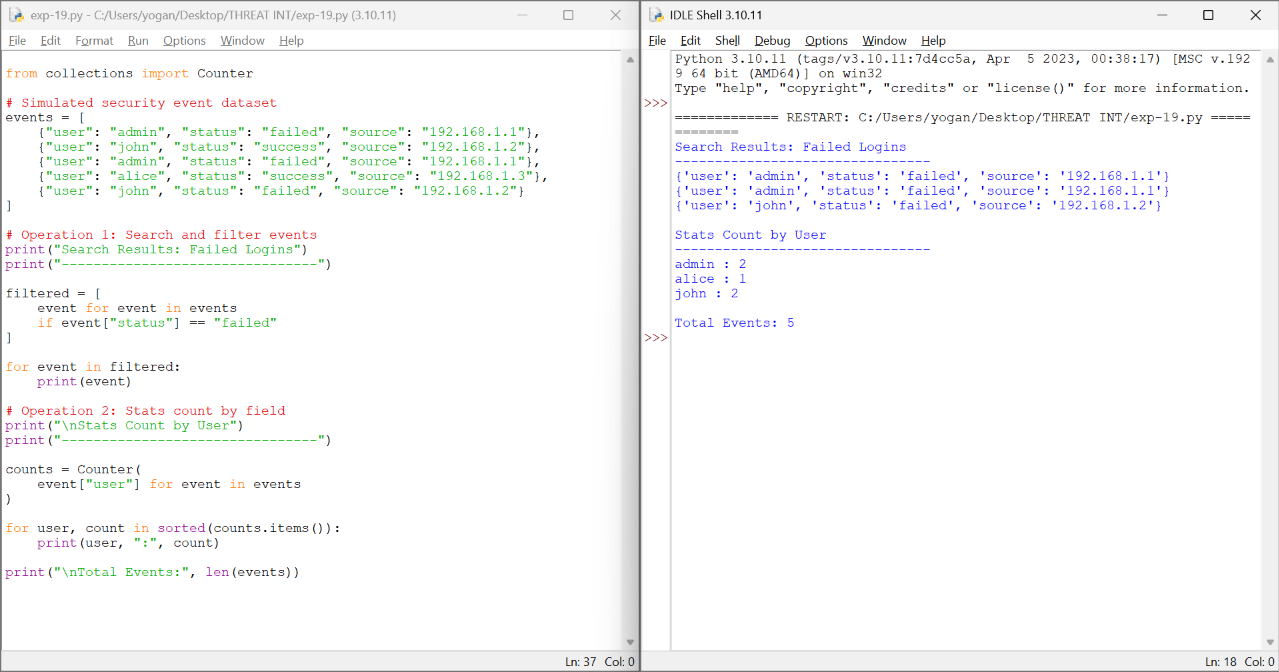 exp-19.py - C:/Users/yogan/Desktop/THREAT INT/exp-19.py (3.10.11)
File Edit Format Run Options Window Help
from collections import Counter

# Simulated security event dataset
events = [
    {"user": "admin", "status": "failed", "source": "192.168.1.1"},
    {"user": "john", "status": "success", "source": "192.168.1.2"},
    {"user": "admin", "status": "failed", "source": "192.168.1.1"},
    {"user": "alice", "status": "success", "source": "192.168.1.3"},
    {"user": "john", "status": "failed", "source": "192.168.1.2"}
]

# Operation 1: Search and filter events
print("Search Results: Failed Logins")
print("--------------------------------")

filtered = [
    event for event in events
    if event["status"] == "failed"
]

for event in filtered:
    print(event)

# Operation 2: Stats count by field
print("\nStats Count by User")
print("--------------------------------")

counts = Counter(
    event["user"] for event in events
)

for user, count in sorted(counts.items()):
    print(user, ":", count)

print("\nTotal Events:", len(events))
Ln: 37 Col: 0
IDLE Shell 3.10.11
File Edit Shell Debug Options Window Help
Python 3.10.11 (tags/v3.10.11:7d4cc5a, Apr  5 2023, 00:38:17) [MSC v.192
9 64 bit (AMD64)] on win32
Type "help", "copyright", "credits" or "license()" for more information.
>>>
============= RESTART: C:/Users/yogan/Desktop/THREAT INT/exp-19.py =====
========
Search Results: Failed Logins
--------------------------------
{'user': 'admin', 'status': 'failed', 'source': '192.168.1.1'}
{'user': 'admin', 'status': 'failed', 'source': '192.168.1.1'}
{'user': 'john', 'status': 'failed', 'source': '192.168.1.2'}

Stats Count by User
--------------------------------
admin : 2
alice : 1
john : 2

Total Events: 5
>>>
Ln: 18 Col: 0